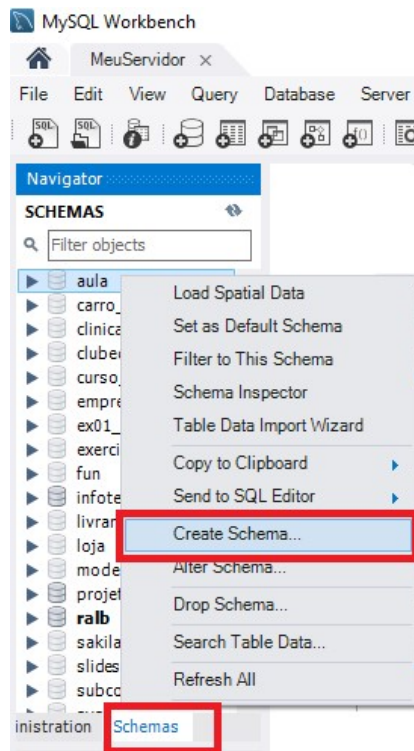 MySQL Workbench
MeuServidor
File Edit View Query Database Server
Navigator
SCHEMAS
Filter objects
aula
carro_
clinica
clube
curso_
empre
ex01_
exerci
fun
infote
livrar
loja
mode
projet
ralb
sakila
slides
subco
Load Spatial Data
Set as Default Schema
Filter to This Schema
Schema Inspector
Table Data Import Wizard
Copy to Clipboard
Send to SQL Editor
Create Schema...
Alter Schema...
Drop Schema...
Search Table Data...
Refresh All
inistration Schemas